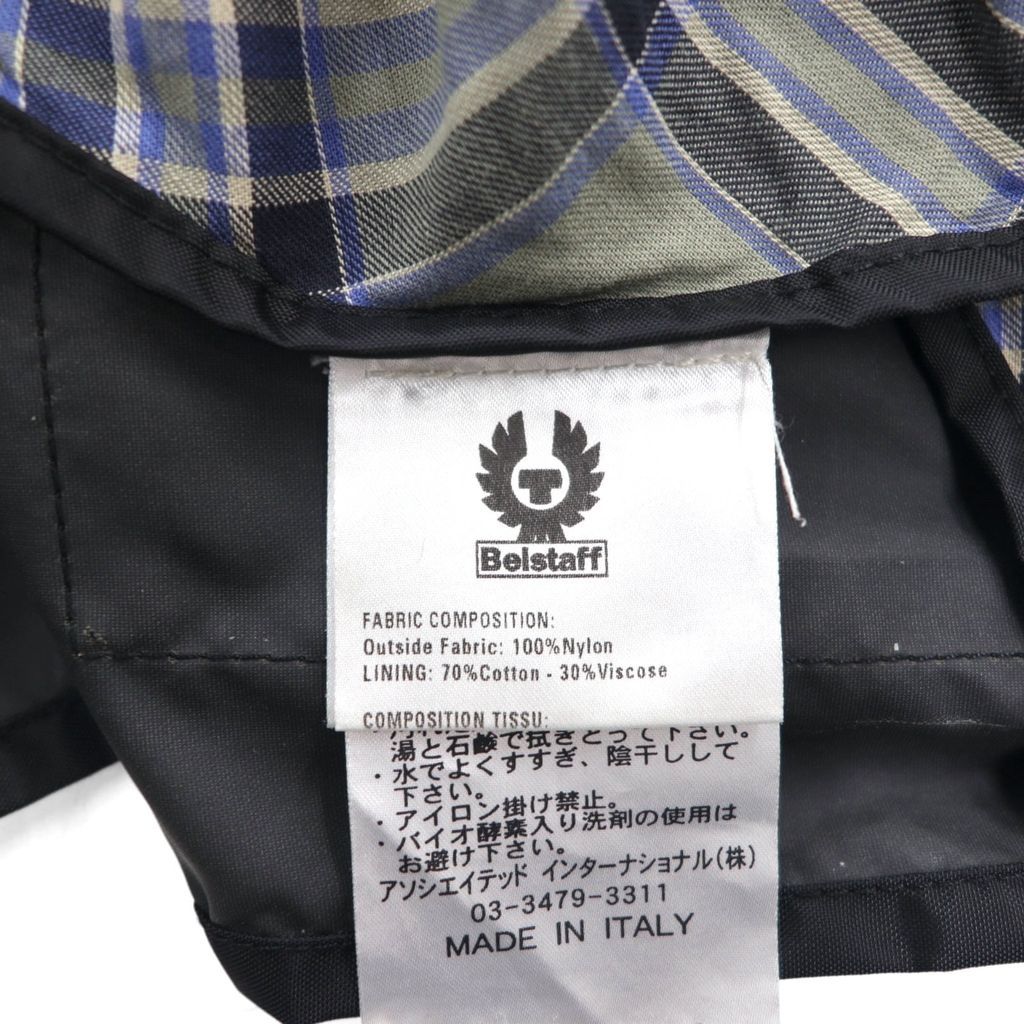 Belstaff
FABRIC COMPOSITION:
Outside Fabric: 100%Nylon
LINING: 70%Cotton - 30%Viscose
COMPOSITION TISSU:
湯と石鹸で拭きとって下さい。
・水でよくすすぎ、陰干しして
下さい。
・アイロン掛け禁止。
・バイオ酵素入り洗剤の使用は
お避け下さい。
アソシエイテッド インターナショナル(株)
03-3479-3311
MADE IN ITALY